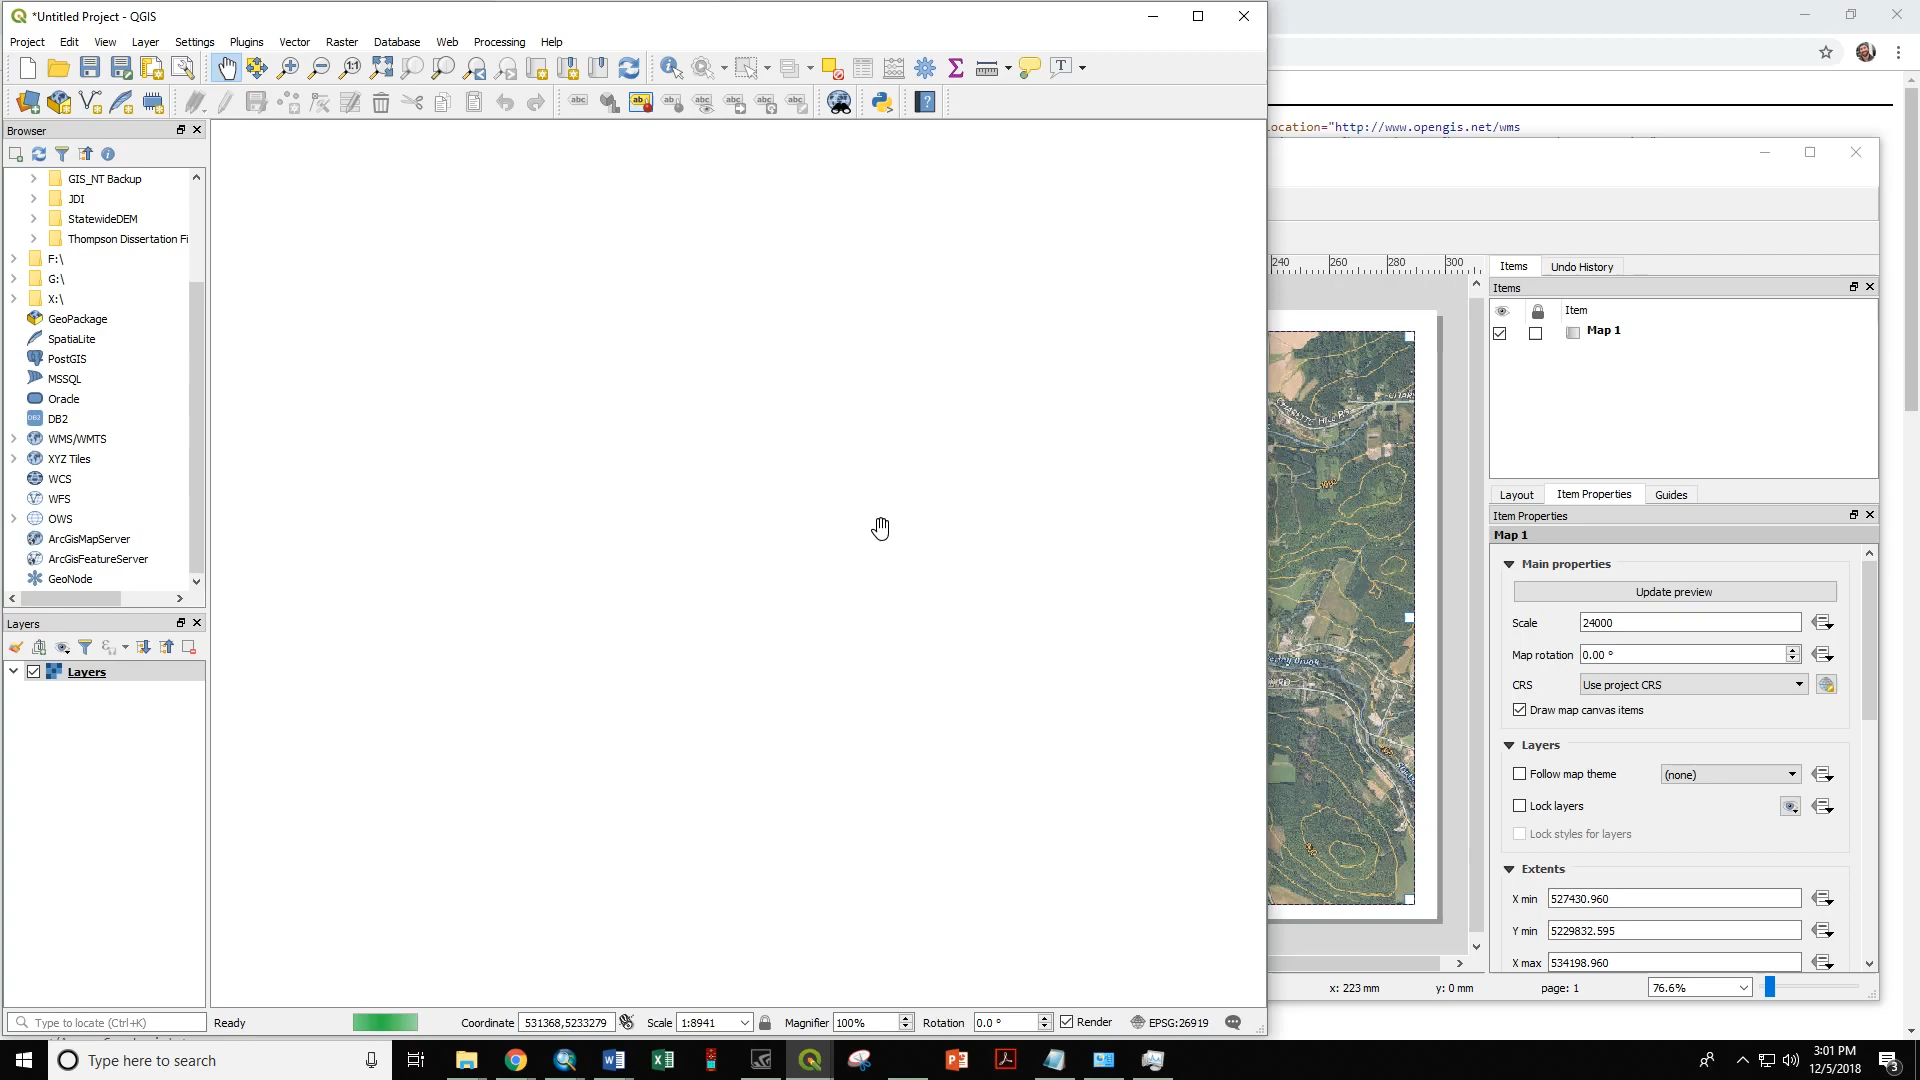 *Untitled Project - QGIS
Project Edit View Layer Settings Plugins Vector Raster Database Web Processing Help
ocation="http://www.opengis.net/wms
Browser
GIS_NT Backup
JDI
StatewideDEM
Thompson Dissertation Fi
F:\
G:\
X:\
GeoPackage
SpatiaLite
PostGIS
MSSQL
Oracle
DB2
WMS/WMTS
XYZ Tiles
WCS
WFS
OWS
ArcGisMapServer
ArcGisFeatureServer
GeoNode
Layers
Layers
240 260 280 300
Items Undo History
Items
Item
Map 1
Layout Item Properties Guides
Item Properties
Map 1
Main properties
Update preview
Scale 24000
Map rotation 0.00 °
CRS Use project CRS
Draw map canvas items
Layers
Follow map theme (none)
Lock layers
Lock styles for layers
Extents
X min 527430.960
Y min 5229832.595
X max 534198.960
x: 223 mm y: 0 mm page: 1 76.6%
Type to locate (Ctrl+K) Ready Coordinate 531368,5233279 Scale 1:8941 Magnifier 100% Rotation 0.0 ° Render EPSG:26919
Type here to search
3:01 PM
12/5/2018
3